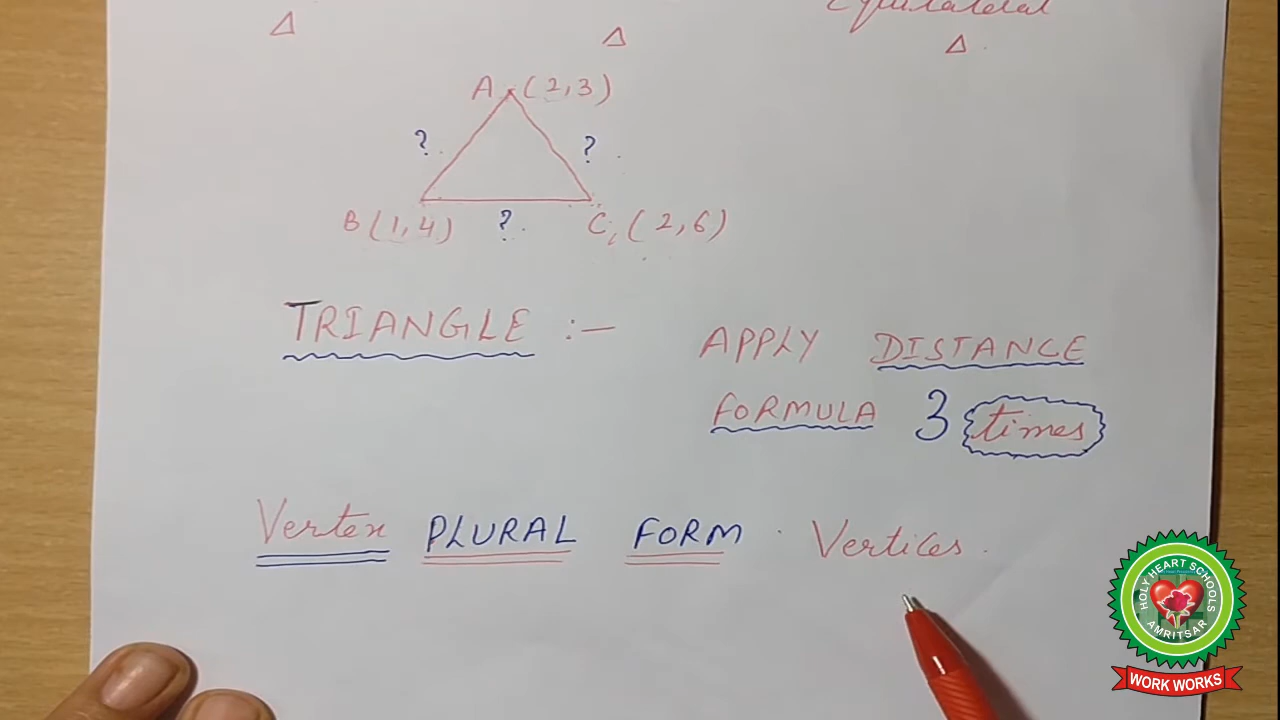 Equilateral
Δ Δ Δ
A (2,3)
? ?
B (1,4) ? C, (2,6)
TRIANGLE :- APPLY DISTANCE
FORMULA 3 times
Vertex PLURAL FORM . Vertices.
HOLY HEART SCHOOLS
AMRITSAR
WORK WORKS